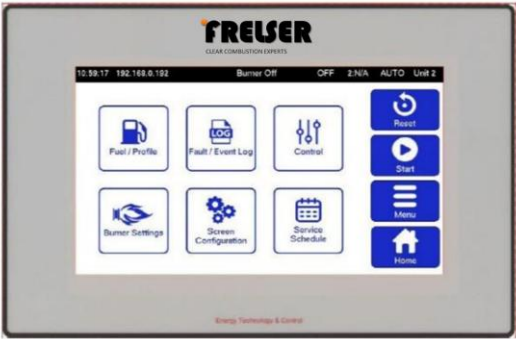 FRELSER
CLEAR COMBUSTION EXPERTS
10:59:17 192.168.0.192 Burner Off OFF 2:N/A AUTO Unit 2
Fuel / Profile
LOG
Fault / Event Log
Control
Reset
Start
Burner Settings
Screen
Configuration
Service
Schedule
Menu
Home
Energy Technology & Control